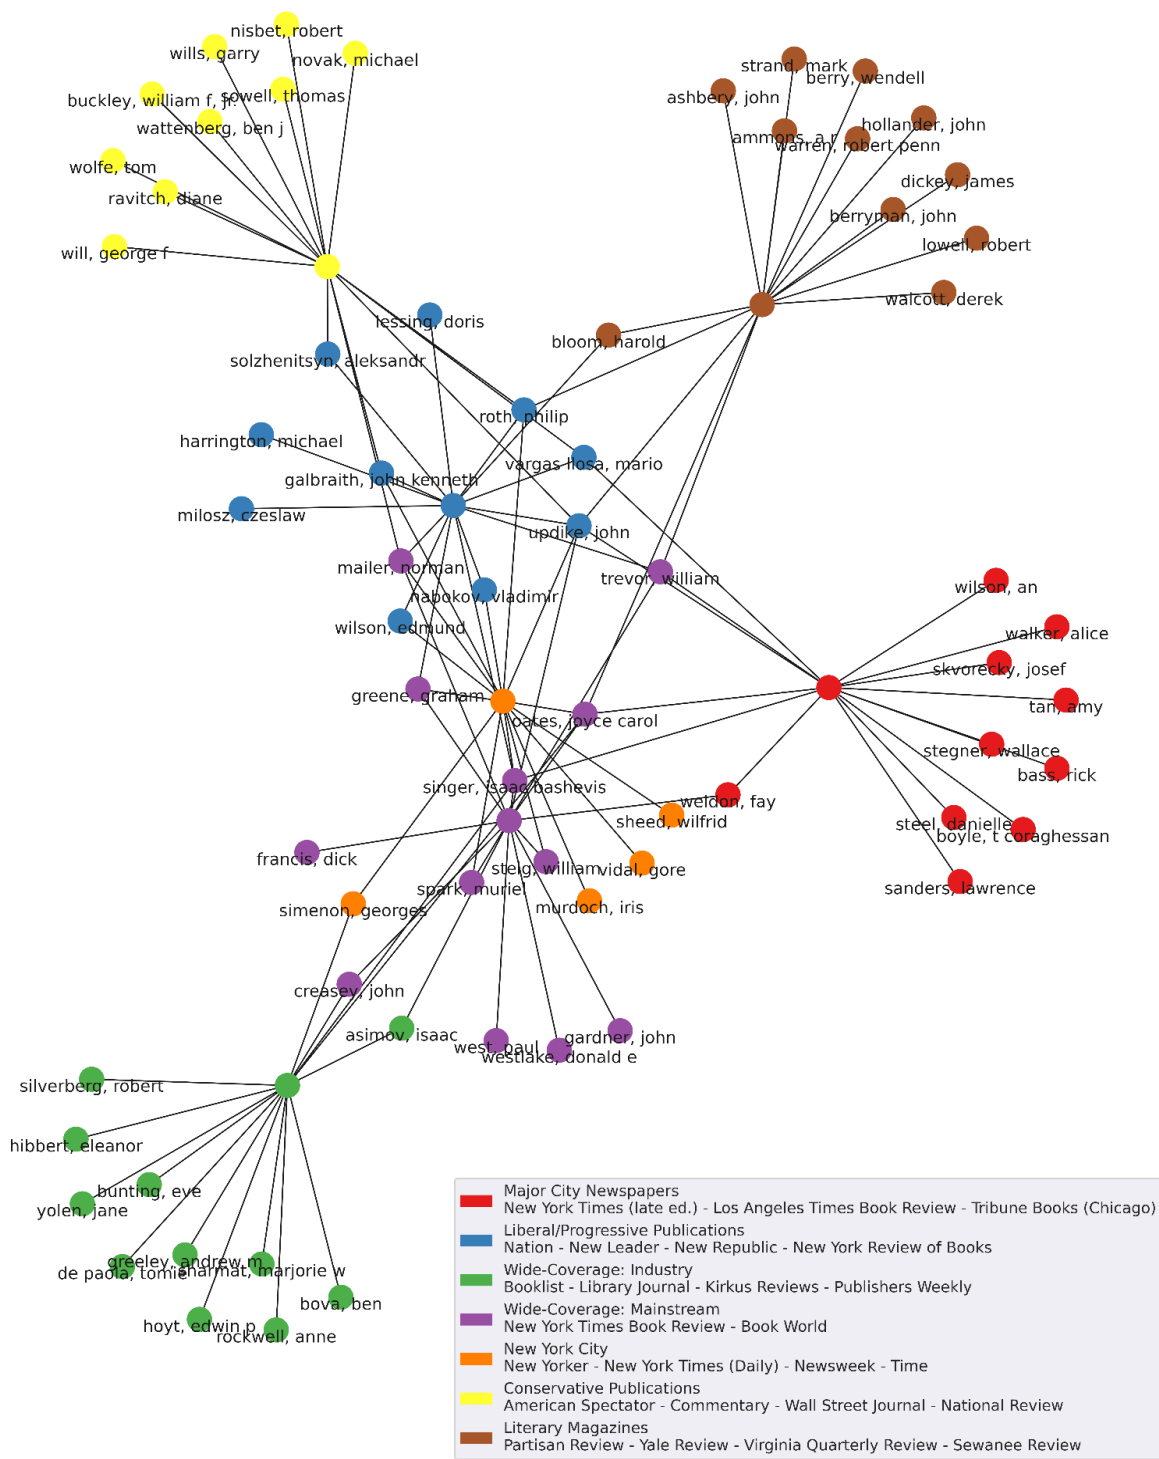 nisbet, robert
wills, garry
novak, michael
strand, mark
berry, wendell
buckley, william f, jr.
sowell, thomas
ashbery, john
wattenberg, ben j
hollander, john
ammons, a r
warren, robert penn
wolfe, tom
ravitch, diane
dickey, james
berryman, john
lowell, robert
will, george f
walcott, derek
lessing, doris
bloom, harold
solzhenitsyn, aleksandr
roth, philip
harrington, michael
vargas llosa, mario
galbraith, john kenneth
milosz, czeslaw
updike, john
mailer, norman
trevor, william
wilson, an
nabokov, vladimir
wilson, edmund
walker, alice
skvorecky, josef
greene, graham
tan, amy
oates, joyce carol
stegner, wallace
bass, rick
singer, isaac bashevis
weldon, fay
sheed, wilfrid
steel, danielle
boyle, t coraghessan
francis, dick
steig, william
vidal, gore
spark, muriel
sanders, lawrence
simenon, georges
murdoch, iris
creasey, john
asimov, isaac
gardner, john
west, paul
westlake, donald e
silverberg, robert
hibbert, eleanor
bunting, eve
yolen, jane
greeley, andrew m
de paola, tomie
sharmat, marjorie w
bova, ben
hoyt, edwin p
rockwell, anne
Major City Newspapers
New York Times (late ed.) - Los Angeles Times Book Review - Tribune Books (Chicago)
Liberal/Progressive Publications
Nation - New Leader - New Republic - New York Review of Books
Wide-Coverage: Industry
Booklist - Library Journal - Kirkus Reviews - Publishers Weekly
Wide-Coverage: Mainstream
New York Times Book Review - Book World
New York City
New Yorker - New York Times (Daily) - Newsweek - Time
Conservative Publications
American Spectator - Commentary - Wall Street Journal - National Review
Literary Magazines
Partisan Review - Yale Review - Virginia Quarterly Review - Sewanee Review